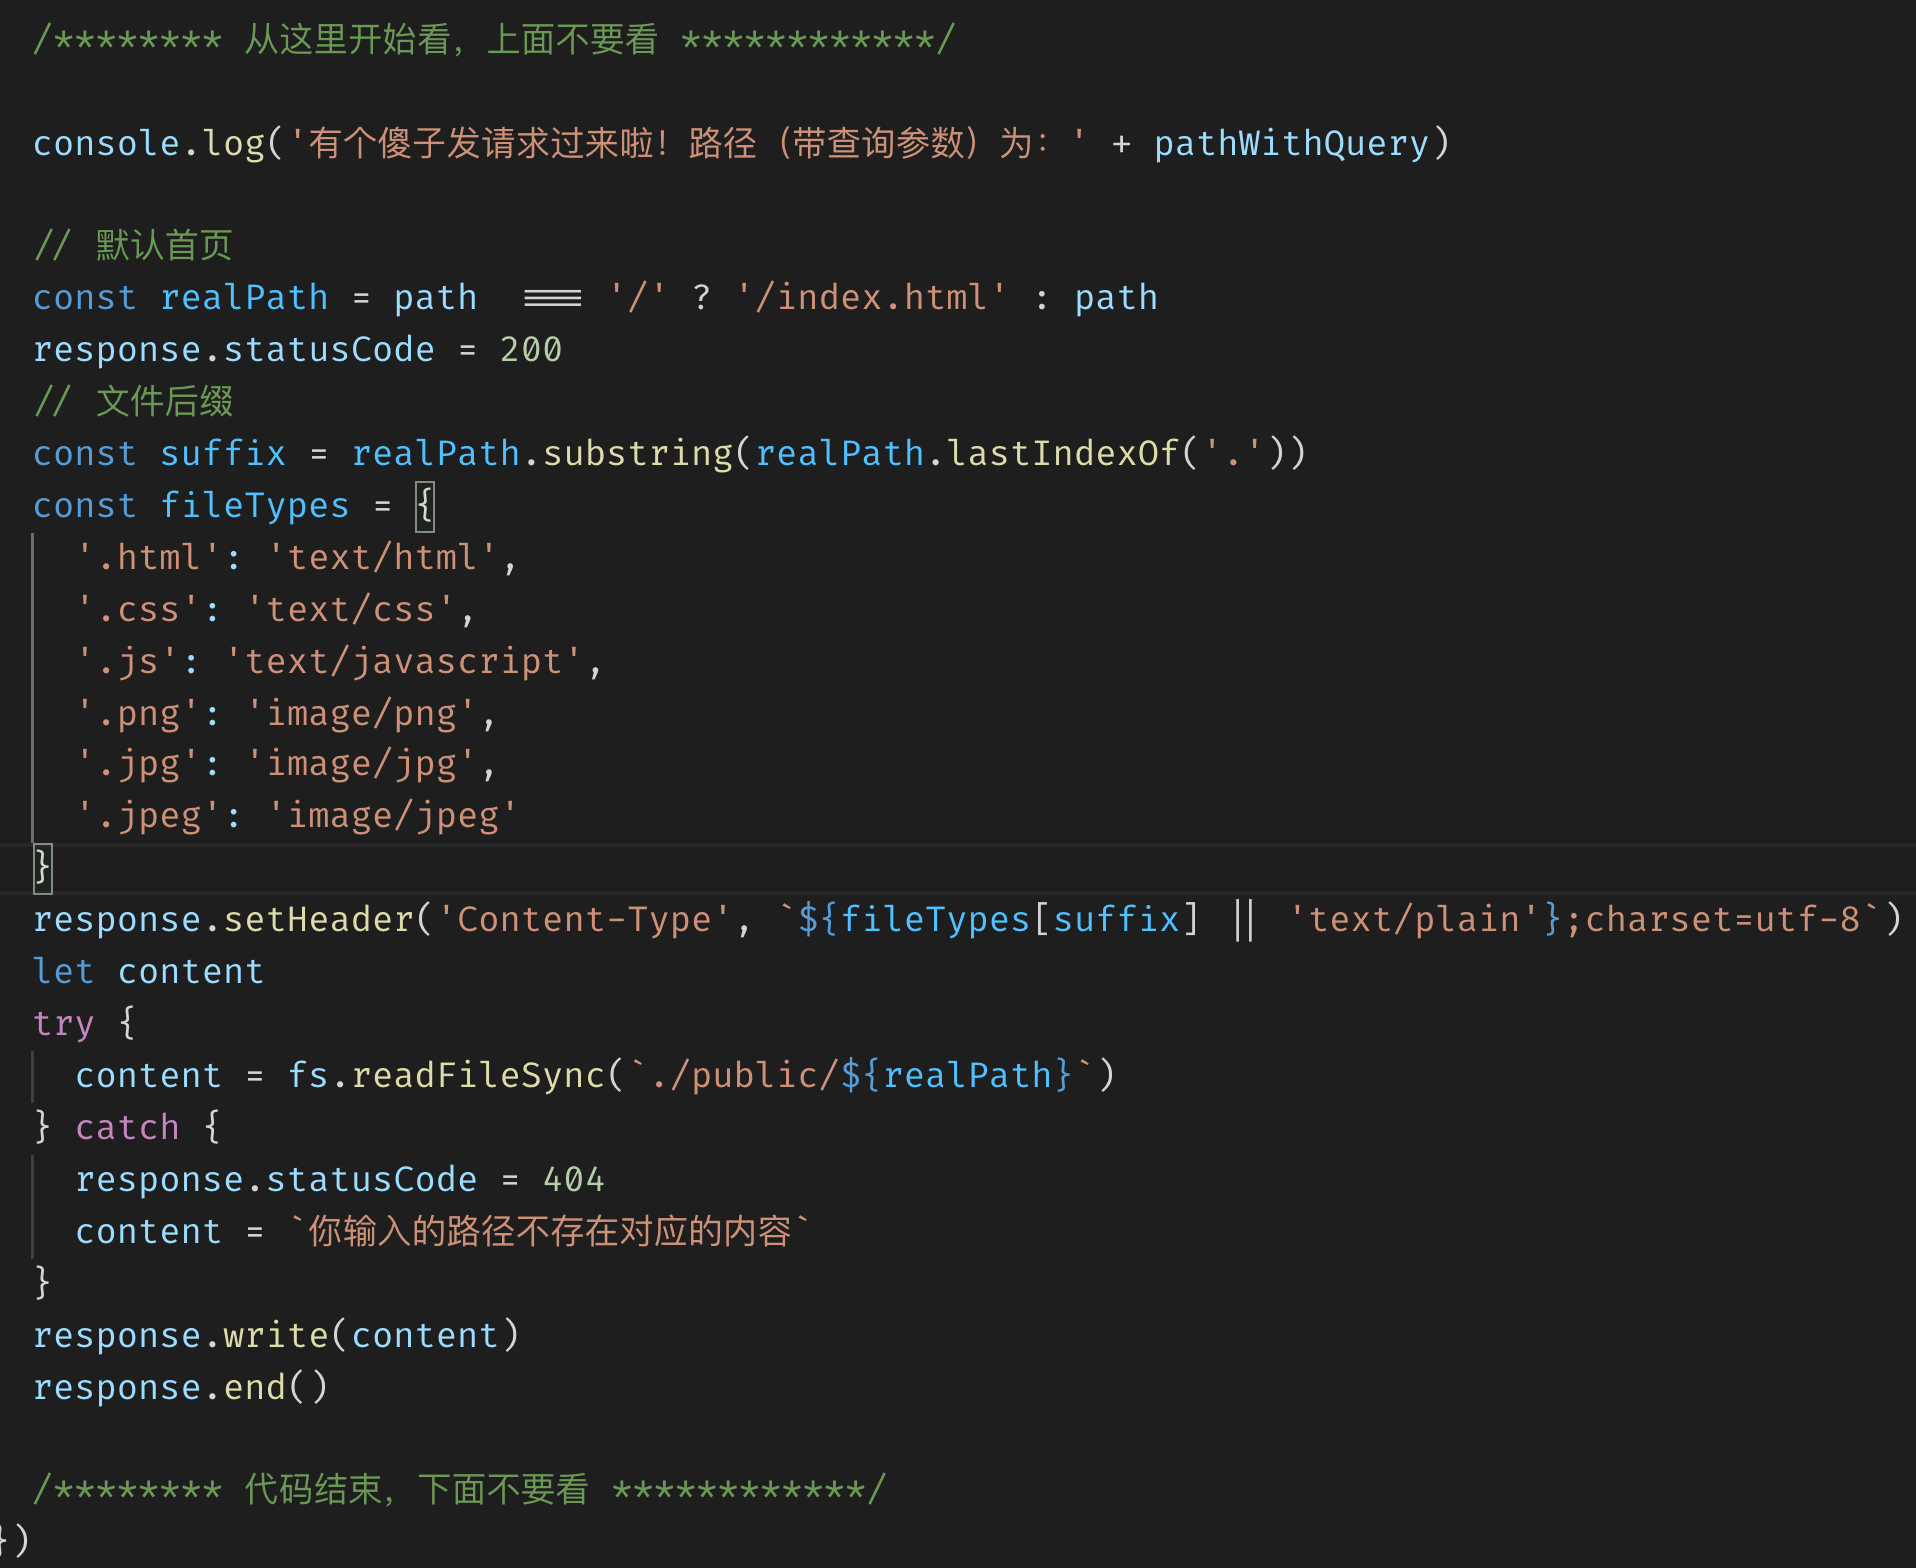 /******** 从这里开始看，上面不要看 ************/
console.log('有个傻子发请求过来啦！路径（带查询参数）为：' + pathWithQuery)
// 默认首页
const realPath = path === '/' ? '/index.html' : path
response.statusCode = 200
// 文件后缀
const suffix = realPath.substring(realPath.lastIndexOf('.'))
const fileTypes = {
'.html': 'text/html',
'.css': 'text/css',
'.js': 'text/javascript',
'.png': 'image/png',
'.jpg': 'image/jpg',
'.jpeg': 'image/jpeg'
}
response.setHeader('Content-Type', `${fileTypes[suffix] || 'text/plain'};charset=utf-8`)
let content
try {
content = fs.readFileSync(`./public/${realPath}`)
} catch {
response.statusCode = 404
content = `你输入的路径不存在对应的内容`
}
response.write(content)
response.end()
/******** 代码结束，下面不要看 ************/
})